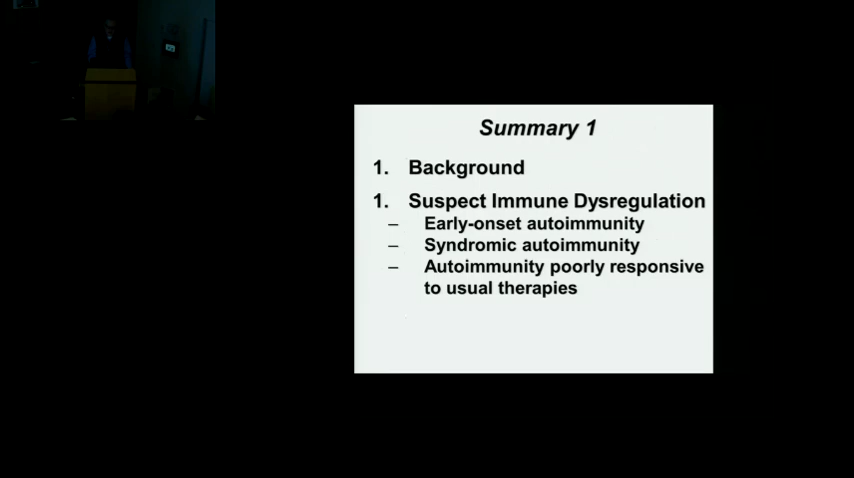 Summary 1
1. Background
1. Suspect Immune Dysregulation
– Early-onset autoimmunity
– Syndromic autoimmunity
– Autoimmunity poorly responsive
to usual therapies